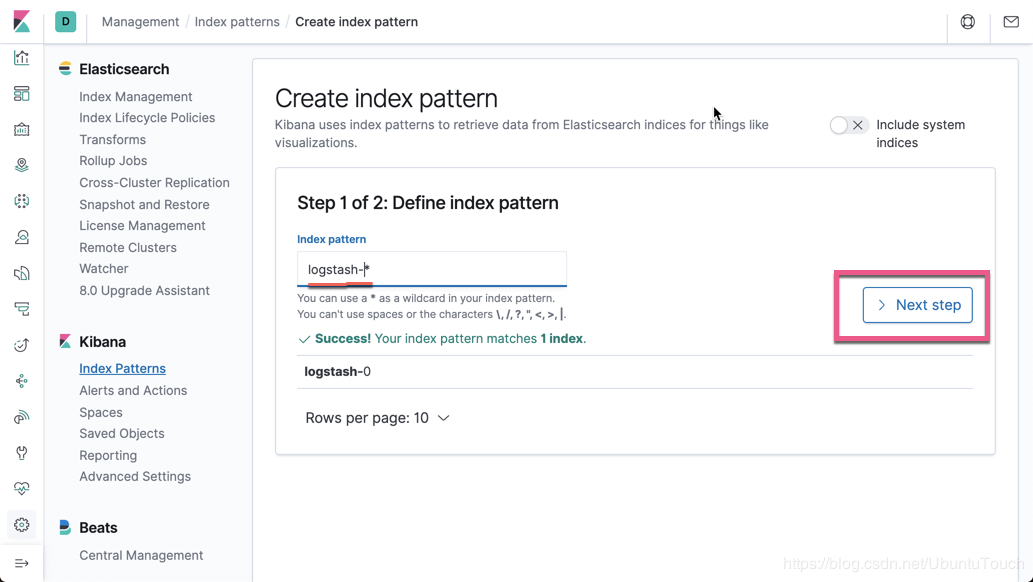 D Management / Index patterns / Create index pattern
Elasticsearch
Index Management
Index Lifecycle Policies
Transforms
Rollup Jobs
Cross-Cluster Replication
Snapshot and Restore
License Management
Remote Clusters
Watcher
8.0 Upgrade Assistant
Kibana
Index Patterns
Alerts and Actions
Spaces
Saved Objects
Reporting
Advanced Settings
Beats
Central Management
Create index pattern
Kibana uses index patterns to retrieve data from Elasticsearch indices for things like
visualizations.
Include system
indices
Step 1 of 2: Define index pattern
Index pattern
logstash-*
You can use a * as a wildcard in your index pattern.
You can't use spaces or the characters \, /, ?, ", <, >, |.
Success! Your index pattern matches 1 index.
Next step
logstash-0
Rows per page: 10
https://blog.csdn.net/UbuntuTouch